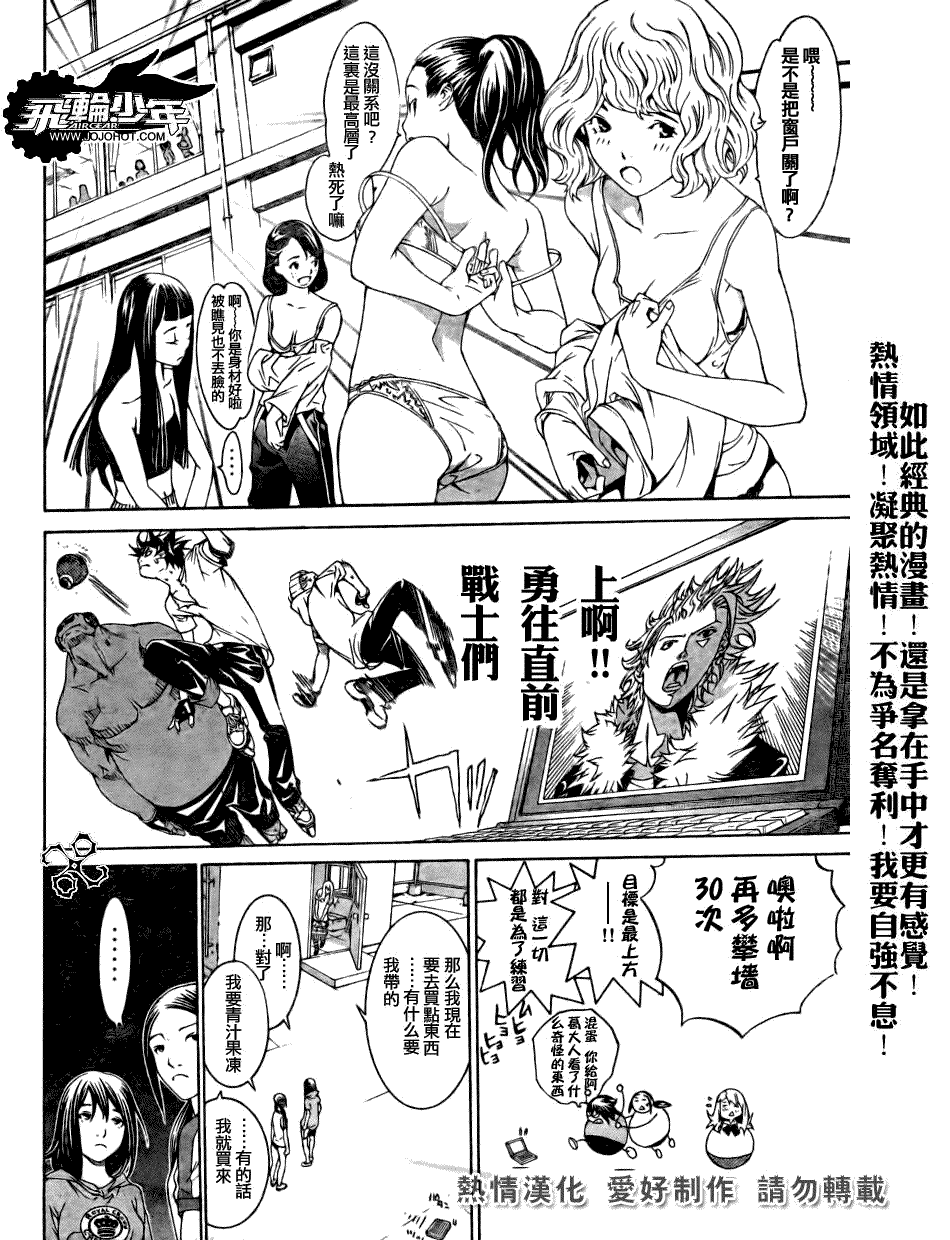 飛輪少年
AIR GEAR
WWW.JOJOHOT.COM
喂~~~~
是不是把窗戶關了啊?
這沒關系吧?
這裏是最高層了
熱死了嘛
啊~你是身材好啦
被瞧見也不丟臉的
....
上啊!!
勇往直前
戰士們
噢啦啊
再多攀墻
30次
目標是最上方
——!!
對 這一切
都是為了練習
ムヒョヒョ
混蛋 你給阿
么奇怪的東西
那么我現在
要去買點東西
......有什么要
我帶的
啊......
那...對了
我要青汁果凍
......有的話
我就買來
......
ROYAL
如此經典的漫畫!還是拿在手中才更有感覺!
熱情領域!凝聚熱情!不為爭名奪利!我要自強不息!
熱情漢化 愛好制作 請勿轉載